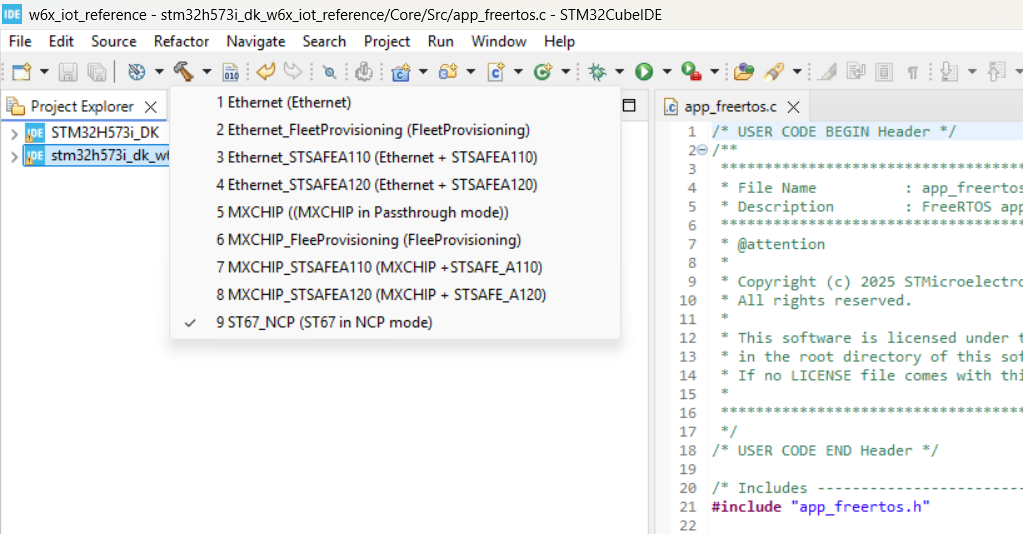 IDE w6x_iot_reference - stm32h573i_dk_w6x_iot_reference/Core/Src/app_freertos.c - STM32CubeIDE
File Edit Source Refactor Navigate Search Project Run Window Help
010
Project Explorer
IDE STM32H573i_DK
IDE stm32h573i_dk_w6
1 Ethernet (Ethernet)
2 Ethernet_FleetProvisioning (FleetProvisioning)
3 Ethernet_STSAFEA110 (Ethernet + STSAFEA110)
4 Ethernet_STSAFEA120 (Ethernet + STSAFEA120)
5 MXCHIP ((MXCHIP in Passthrough mode))
6 MXCHIP_FleeProvisioning (FleeProvisioning)
7 MXCHIP_STSAFEA110 (MXCHIP +STSAFE_A110)
8 MXCHIP_STSAFEA120 (MXCHIP + STSAFE_A120)
9 ST67_NCP (ST67 in NCP mode)
app_freertos.c
1 /* USER CODE BEGIN Header */
2 /**
3 ************************************
4 * File Name : app_freertos
5 * Description : FreeRTOS app
6 ************************************
7 * @attention
8 *
9 * Copyright (c) 2025 STMicroelectro
10 * All rights reserved.
11 *
12 * This software is licensed under t
13 * in the root directory of this sof
14 * If no LICENSE file comes with thi
15 *
16 ************************************
17 */
18 /* USER CODE END Header */
19
20 /* Includes ------------------------
21 #include "app_freertos.h"
22